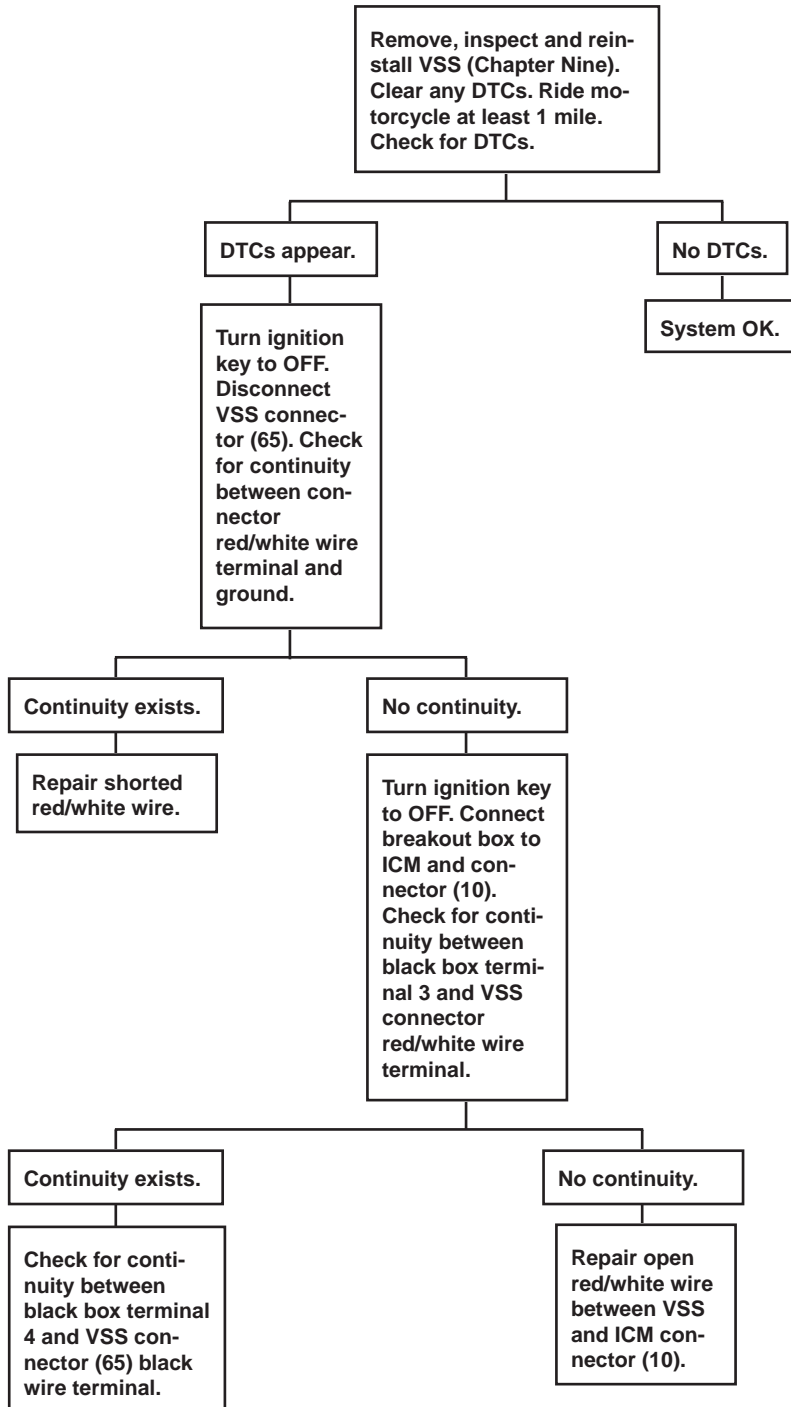 Remove, inspect and rein-
stall VSS (Chapter Nine).
Clear any DTCs. Ride mo-
torcycle at least 1 mile.
Check for DTCs.
DTCs appear.
No DTCs.
Turn ignition
key to OFF.
Disconnect
VSS connec-
tor (65). Check
for continuity
between con-
nector
red/white wire
terminal and
ground.
System OK.
Continuity exists.
No continuity.
Repair shorted
red/white wire.
Turn ignition key
to OFF. Connect
breakout box to
ICM and con-
nector (10).
Check for conti-
nuity between
black box termi-
nal 3 and VSS
connector
red/white wire
terminal.
Continuity exists.
No continuity.
Check for conti-
nuity between
black box terminal
4 and VSS con-
nector (65) black
wire terminal.
Repair open
red/white wire
between VSS
and ICM con-
nector (10).